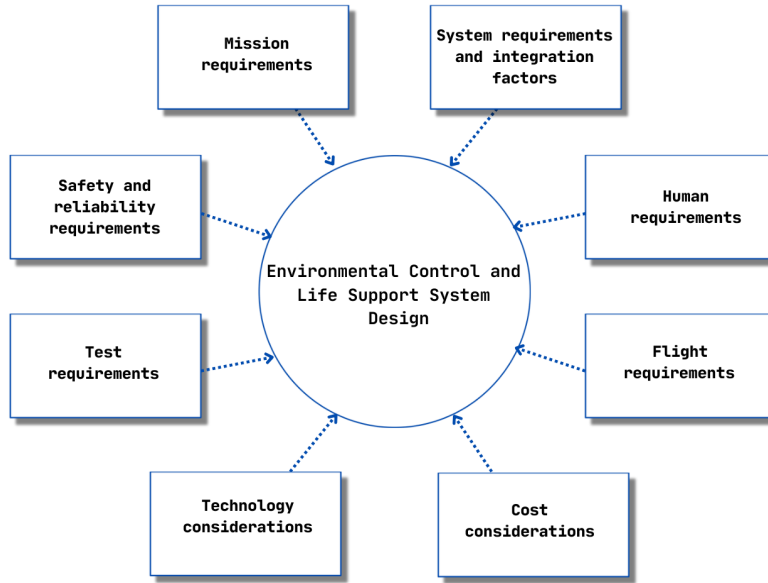 Mission
requirements
System requirements
and integration
factors
Safety and
reliability
requirements
Human
requirements
Environmental Control and
Life Support System
Design
Test
requirements
Flight
requirements
Technology
considerations
Cost
considerations